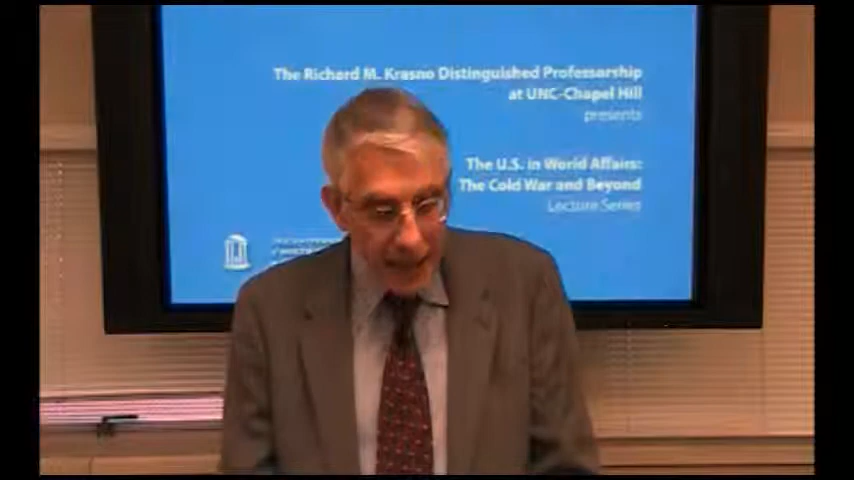 The Richard M. Krasno Distinguished Professorship
at UNC-Chapel Hill
presents
The U.S. in World Affairs:
The Cold War and Beyond
Lecture Series